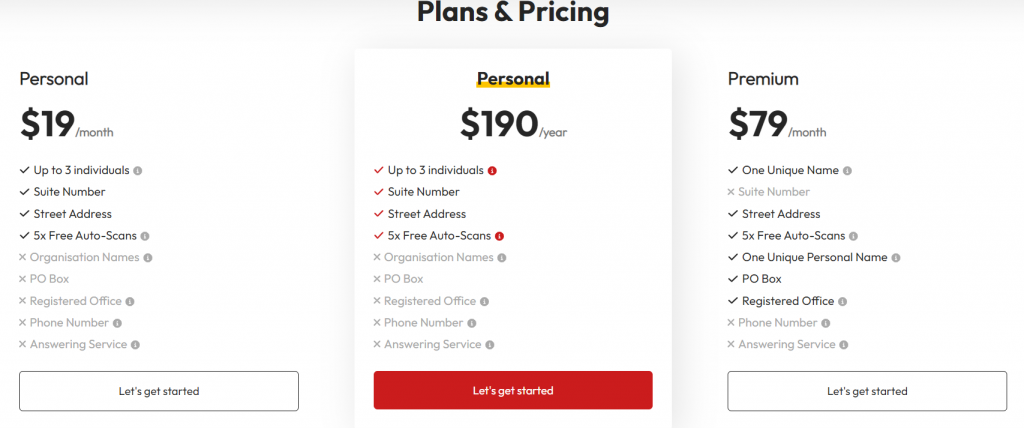 Plans & Pricing
Personal
$19/month
Up to 3 individuals
Suite Number
Street Address
5x Free Auto-Scans
Organisation Names
PO Box
Registered Office
Phone Number
Answering Service
Let's get started
Personal
$190/year
Up to 3 individuals
Suite Number
Street Address
5x Free Auto-Scans
Organisation Names
PO Box
Registered Office
Phone Number
Answering Service
Let's get started
Premium
$79/month
One Unique Name
Suite Number
Street Address
5x Free Auto-Scans
One Unique Personal Name
PO Box
Registered Office
Phone Number
Answering Service
Let's get started